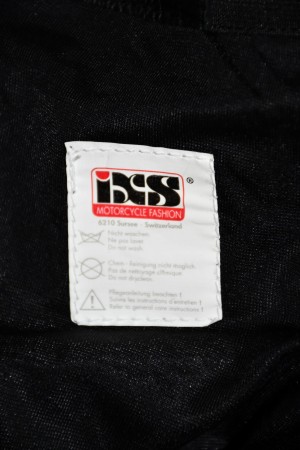 iXS®
MOTORCYCLE FASHION
6210 Sursee - Switzerland
Nicht waschen
Ne pas laver
Do not wash
Chem. Reinigung nicht möglich
Pas de nettoyage chimique
Do not dryclean
Pflegeanleitung beachten !
Suivre les instructions d'entretien !
Refer to general care instructions !